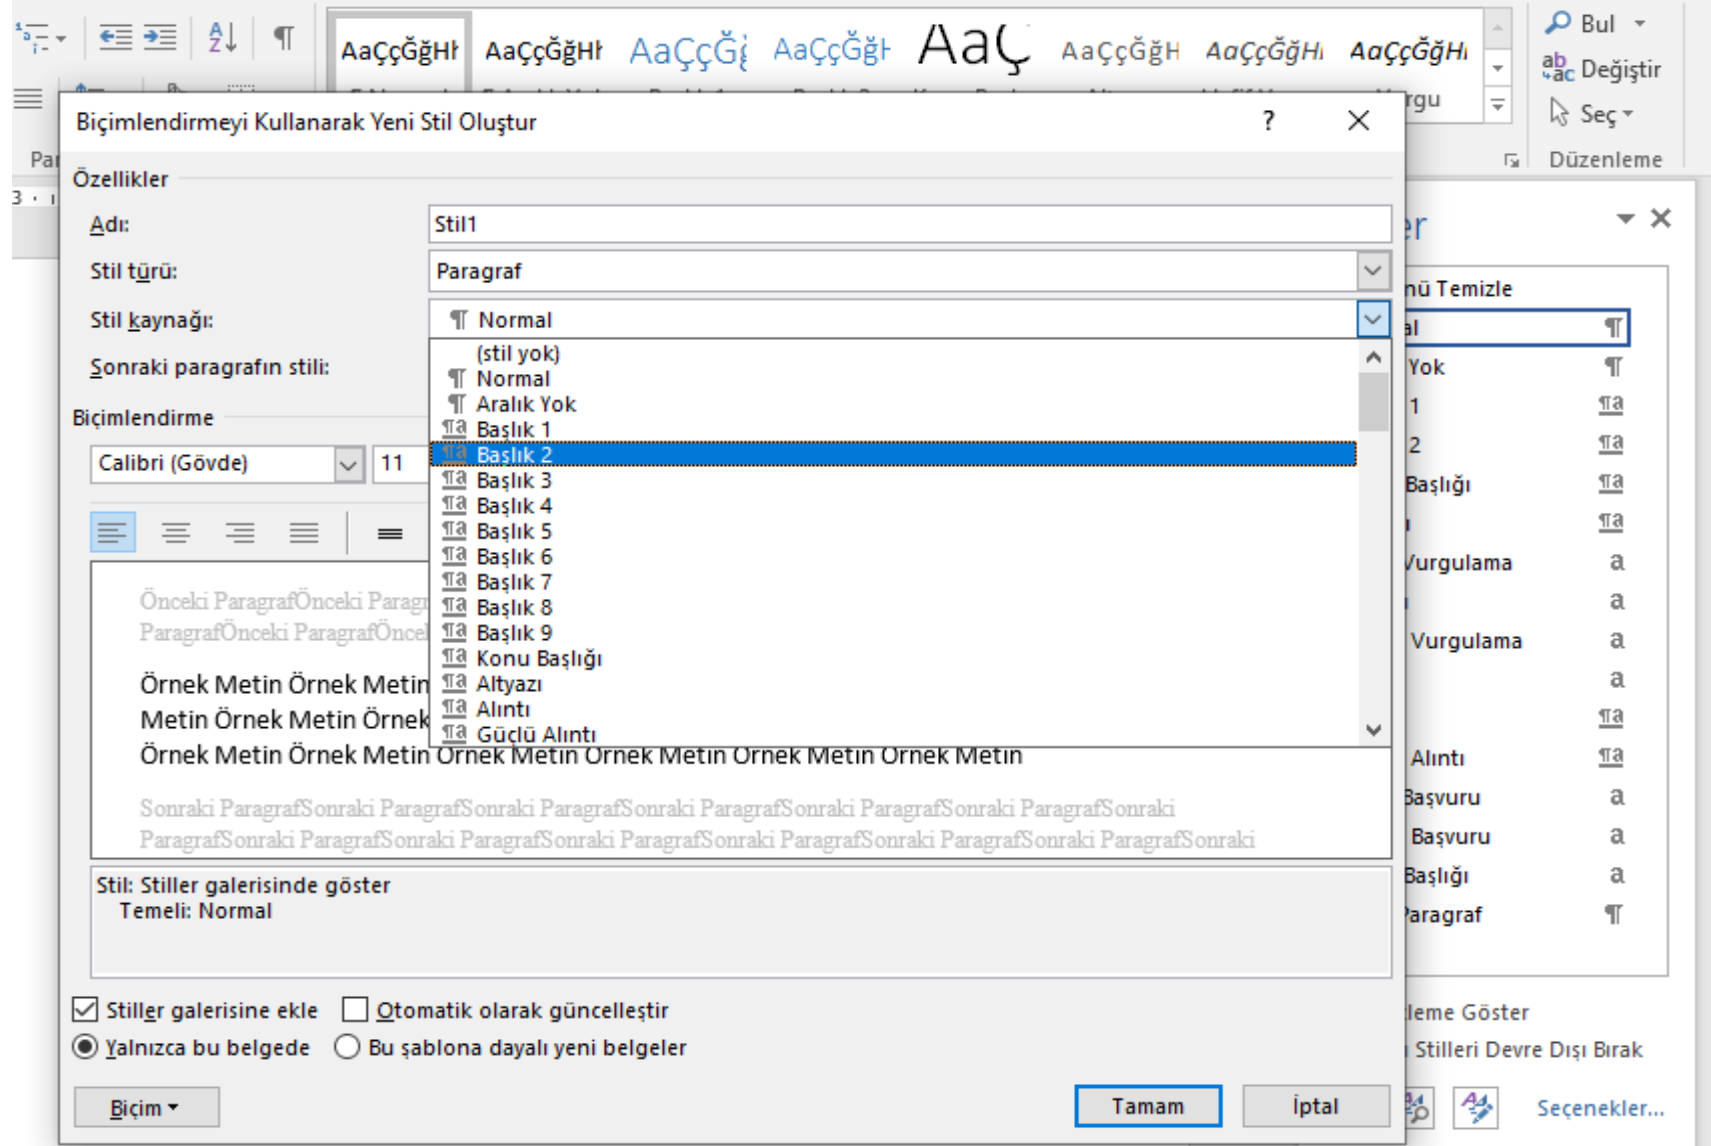 AaÇçĞğHł AaÇçĞğHł AaÇçĞğ AaÇçĞğH AaÇ AaÇçĞğH AaÇçĞğHı AaÇçĞğHı
Bul
Değiştir
Seç
Düzenleme
Biçimlendirmeyi Kullanarak Yeni Stil Oluştur
Özellikler
Adı: Stil1
Stil türü: Paragraf
Stil kaynağı: ¶ Normal
Sonraki paragrafın stili:
(stil yok)
¶ Normal
¶ Aralık Yok
¶a Başlık 1
¶a Başlık 2
¶a Başlık 3
¶a Başlık 4
¶a Başlık 5
¶a Başlık 6
¶a Başlık 7
¶a Başlık 8
¶a Başlık 9
¶a Konu Başlığı
¶a Altyazı
¶a Alıntı
¶a Güçlü Alıntı
Biçimlendirme
Calibri (Gövde) 11
Önceki ParagrafÖnceki
ParagrafÖnceki
Örnek Metin Örnek Metin
Metin Örnek Metin Örnek
Örnek Metin Örnek Metin Örnek Metin Örnek Metin Örnek Metin Örnek Metin
Sonraki ParagrafSonraki ParagrafSonraki ParagrafSonraki ParagrafSonraki ParagrafSonraki ParagrafSonraki
ParagrafSonraki ParagrafSonraki ParagrafSonraki ParagrafSonraki ParagrafSonraki ParagrafSonraki ParagrafSonraki
Stil: Stiller galerisinde göster
Temeli: Normal
Stiller galerisine ekle Otomatik olarak güncelleştir
Yalnızca bu belgede Bu şablona dayalı yeni belgeler
Biçim Tamam İptal
Temizle
¶
Yok ¶
1 ¶a
2 ¶a
Başlığı ¶a
¶a
Vurgulama a
a
Vurgulama a
a
¶a
Alıntı ¶a
Başvuru a
Başvuru a
Başlığı a
Paragraf ¶
Göster
Stilleri Devre Dışı Bırak
Seçenekler...